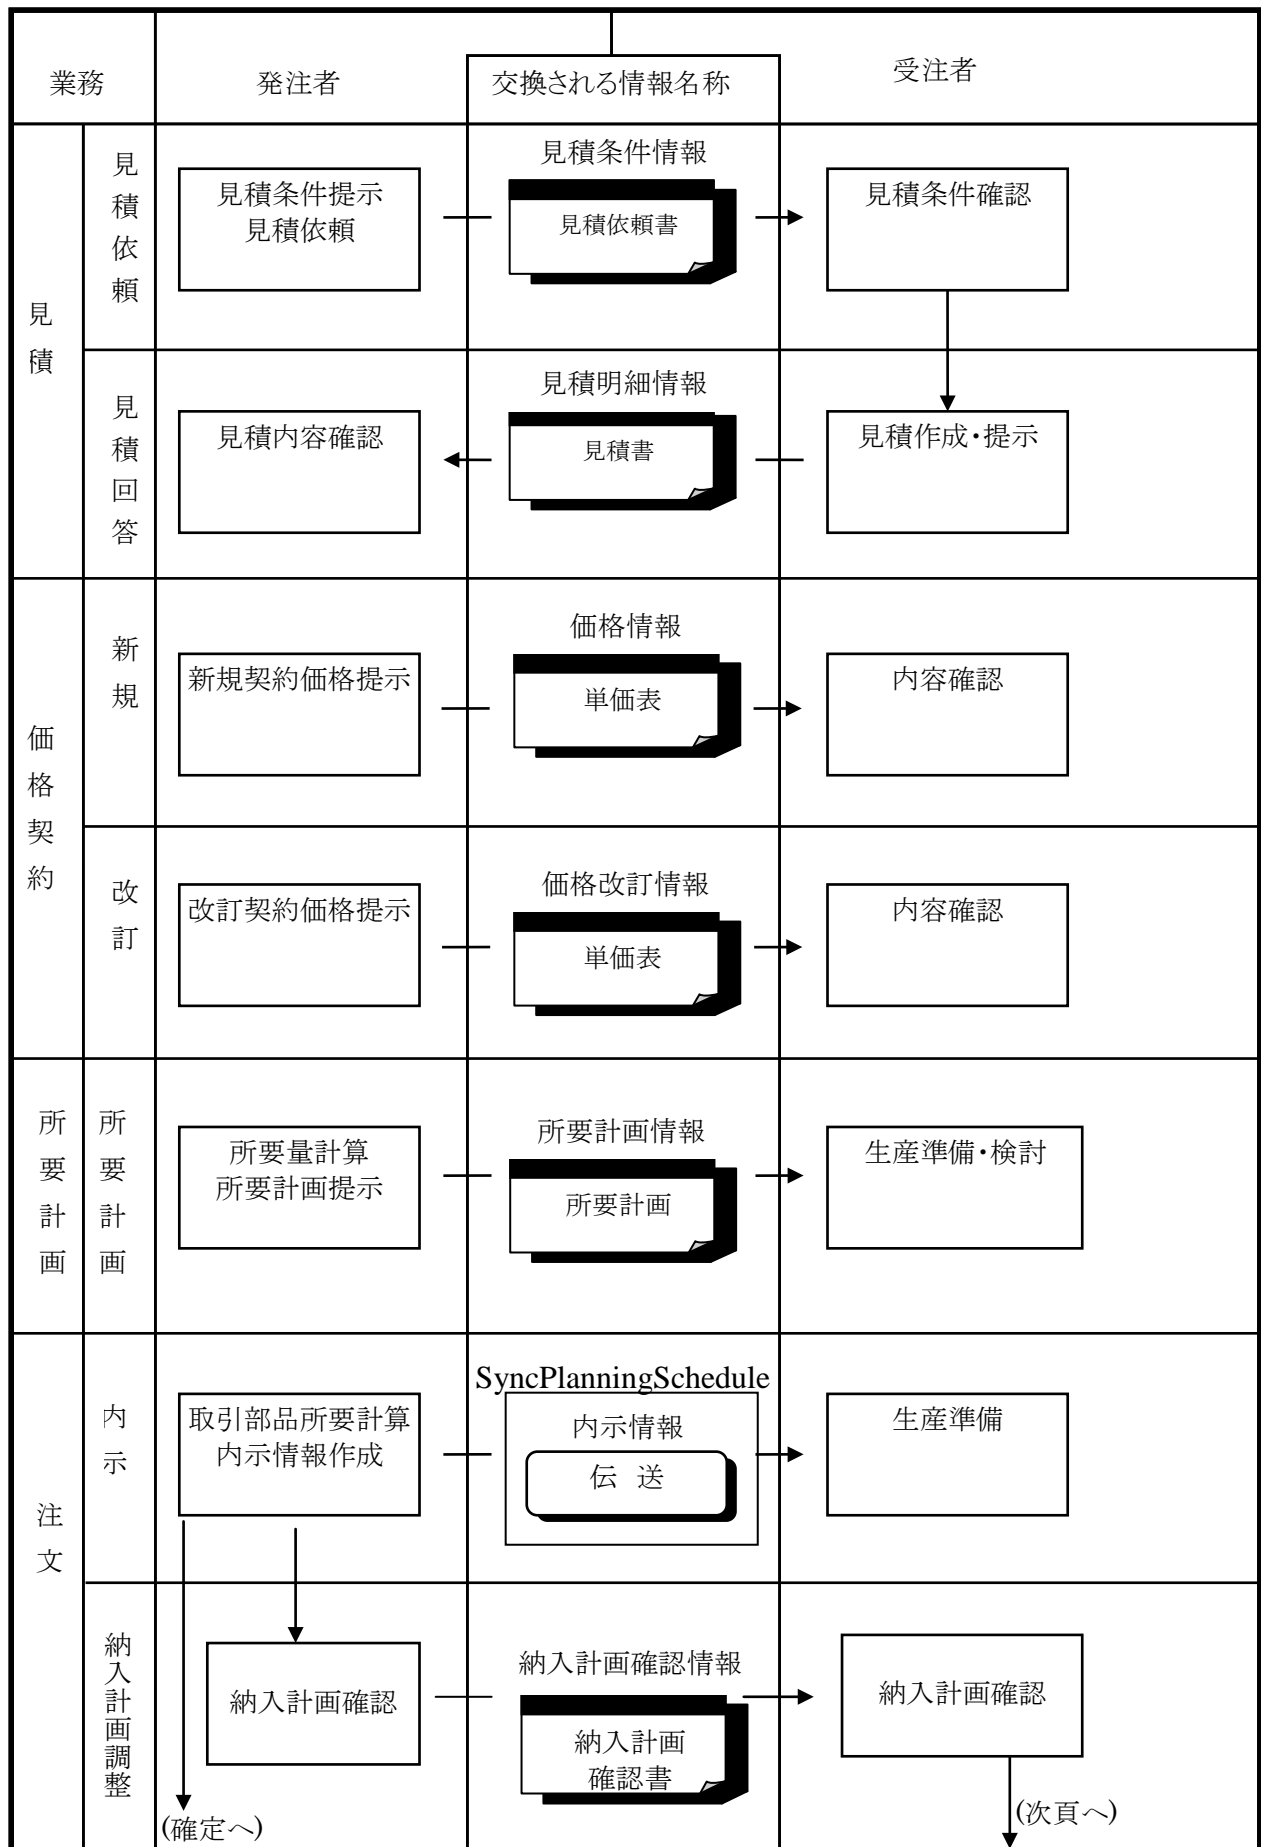 業務
発注者
交換される情報名称
受注者
見積
見積依頼
見積条件提示
見積依頼
見積条件情報
見積依頼書
見積条件確認
見積回答
見積内容確認
見積明細情報
見積書
見積作成・提示
価格契約
新規
新規契約価格提示
価格情報
単価表
内容確認
改訂
改訂契約価格提示
価格改訂情報
単価表
内容確認
所要計画
所要計画
所要量計算
所要計画提示
所要計画情報
所要計画
生産準備・検討
注文
内示
取引部品所要計算
内示情報作成
SyncPlanningSchedule
内示情報
伝 送
生産準備
納入計画調整
納入計画確認
納入計画確認情報
納入計画
確認書
納入計画確認
(確定へ)
(次頁へ)